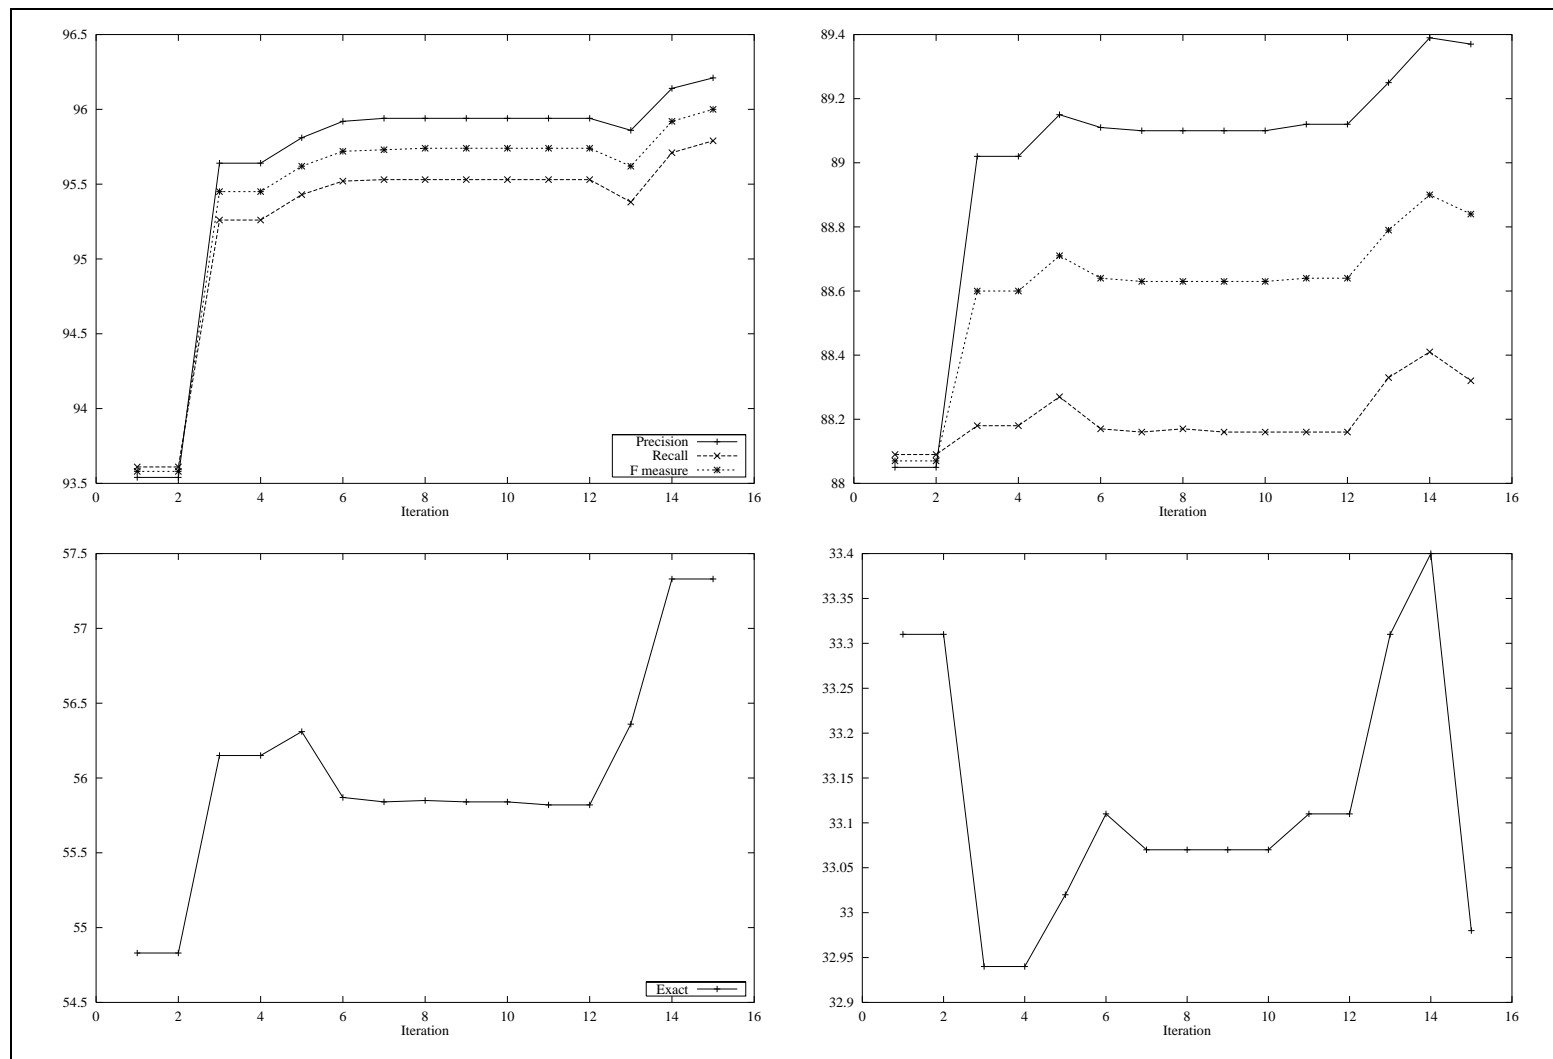 96.5
96
95.5
95
94.5
94
93.5
0 2 4 6 8 10 12 14 16
Iteration
Precision
Recall
F measure
89.4
89.2
89
88.8
88.6
88.4
88.2
88
0 2 4 6 8 10 12 14 16
Iteration
57.5
57
56.5
56
55.5
55
54.5
0 2 4 6 8 10 12 14 16
Iteration
Exact
33.4
33.35
33.3
33.25
33.2
33.15
33.1
33.05
33
32.95
32.9
0 2 4 6 8 10 12 14 16
Iteration